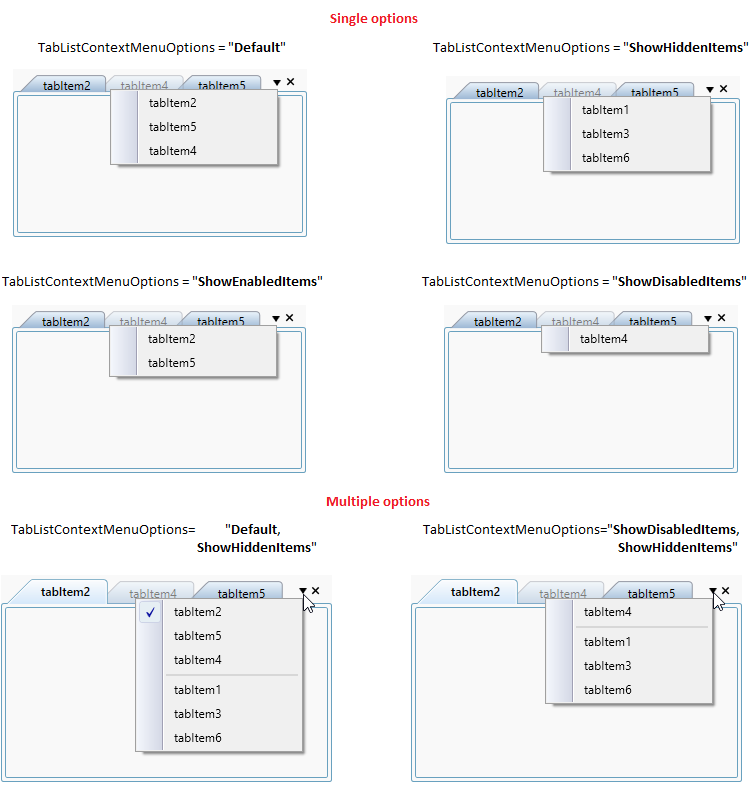 Single options
TabListContextMenuOptions = "Default"
tabItem2 tabItem4 tabItem5
tabItem2
tabItem5
tabItem4
TabListContextMenuOptions = "ShowHiddenItems"
tabItem2 tabItem4 tabItem5
tabItem1
tabItem3
tabItem6
TabListContextMenuOptions = "ShowEnabledItems"
tabItem2 tabItem4 tabItem5
tabItem2
tabItem5
TabListContextMenuOptions = "ShowDisabledItems"
tabItem2 tabItem4 tabItem5
tabItem4
Multiple options
TabListContextMenuOptions= "Default,
ShowHiddenItems"
tabItem2 tabItem4 tabItem5
tabItem2
tabItem5
tabItem4
tabItem1
tabItem3
tabItem6
TabListContextMenuOptions="ShowDisabledItems,
ShowHiddenItems"
tabItem2 tabItem4 tabItem5
tabItem4
tabItem1
tabItem3
tabItem6